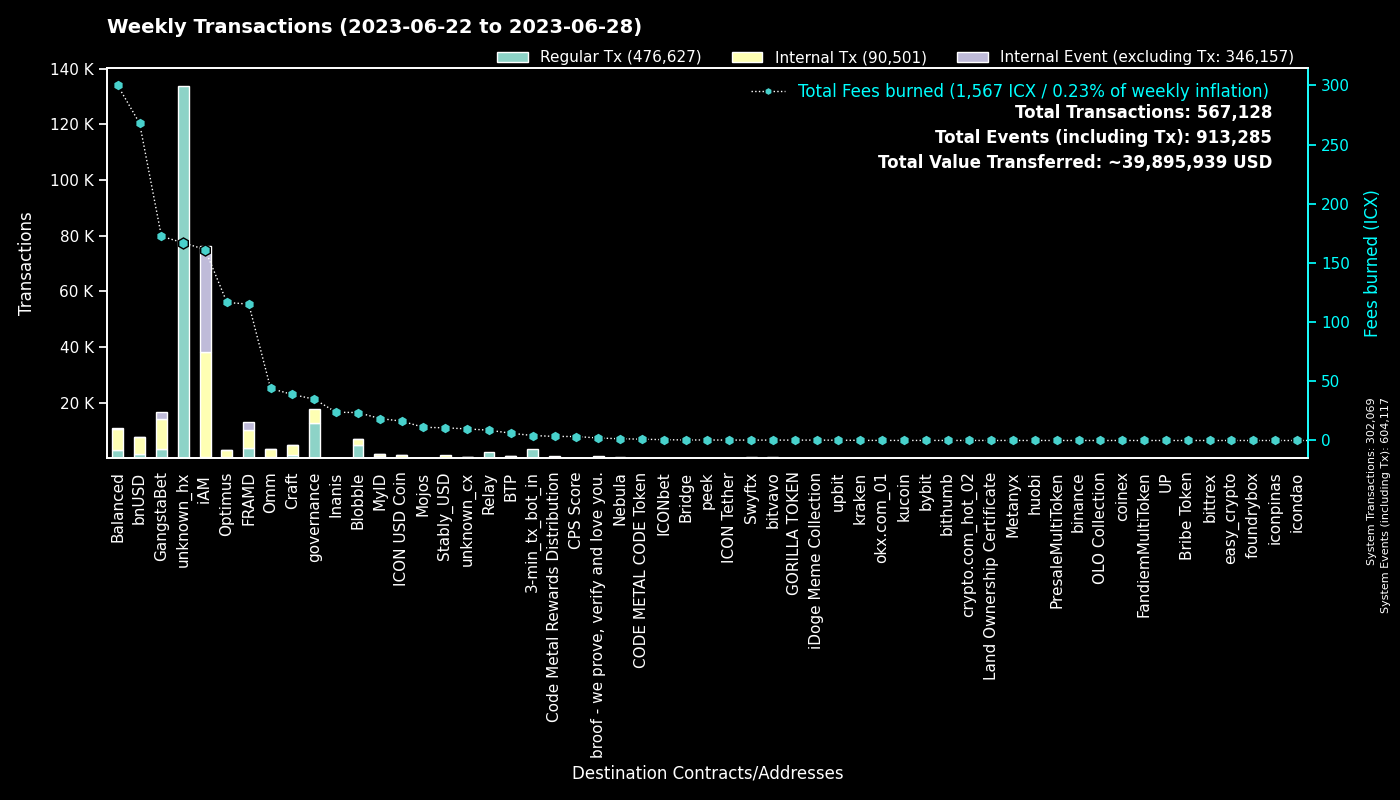 Weekly Transactions (2023-06-22 to 2023-06-28)
Regular Tx (476,627)
Internal Tx (90,501)
Internal Event (excluding Tx: 346,157)
Total Fees burned (1,567 ICX / 0.23% of weekly inflation)
Total Transactions: 567,128
Total Events (including Tx): 913,285
Total Value Transferred: ~39,895,939 USD
Transactions
140 K
120 K
100 K
80 K
60 K
40 K
20 K
300
250
200
150
100
50
0
Fees burned (ICX)
System Transactions: 302,069
System Events (including Tx): 604,117
Balanced
bnUSD
GangstaBet
unknown_hx
iAM
Optimus
FRAMD
Omm
Craft
governance
Inanis
Blobble
MyID
ICON USD Coin
Mojos
Stably_USD
unknown_cx
Relay
BTP
3-min_tx_bot_in
Code Metal Rewards Distribution
CPS Score
broof - we prove, verify and love you.
Nebula
CODE METAL CODE Token
ICONbet
Bridge
peek
ICON Tether
Swyftx
bitvavo
GORILLA TOKEN
iDoge Meme Collection
upbit
kraken
okx.com_01
kucoin
bybit
bithumb
crypto.com_hot_02
Land Ownership Certificate
Metanyx
huobi
PresaleMultiToken
binance
OLO Collection
coinex
FandiemMultiToken
UP
Bribe Token
bittrex
easy_crypto
foundrybox
iconpinas
icondao
Destination Contracts/Addresses